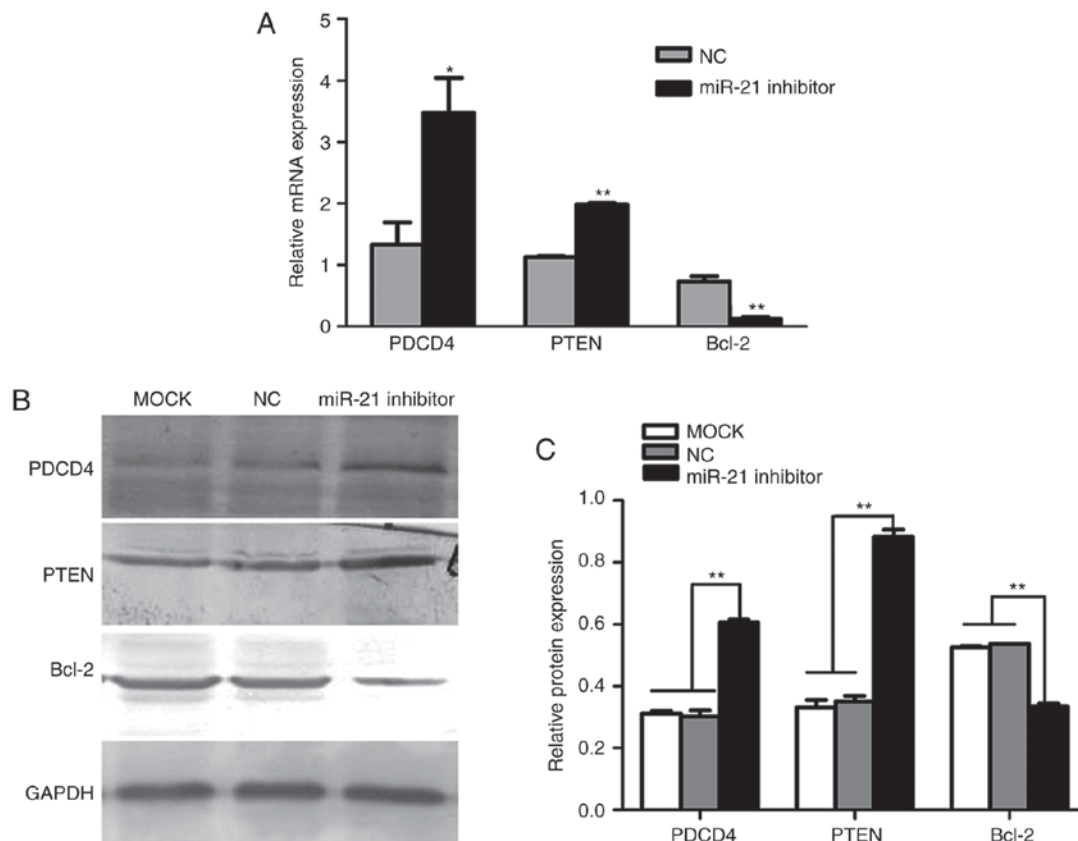 A
Relative mRNA expression
5
4
3
2
1
0
NC
miR-21 inhibitor
*
**
**
PDCD4
PTEN
Bcl-2
B
MOCK NC miR-21 inhibitor
PDCD4
PTEN
Bcl-2
GAPDH
C
MOCK
NC
miR-21 inhibitor
Relative protein expression
1.0
0.8
0.6
0.4
0.2
0.0
**
**
**
PDCD4
PTEN
Bcl-2